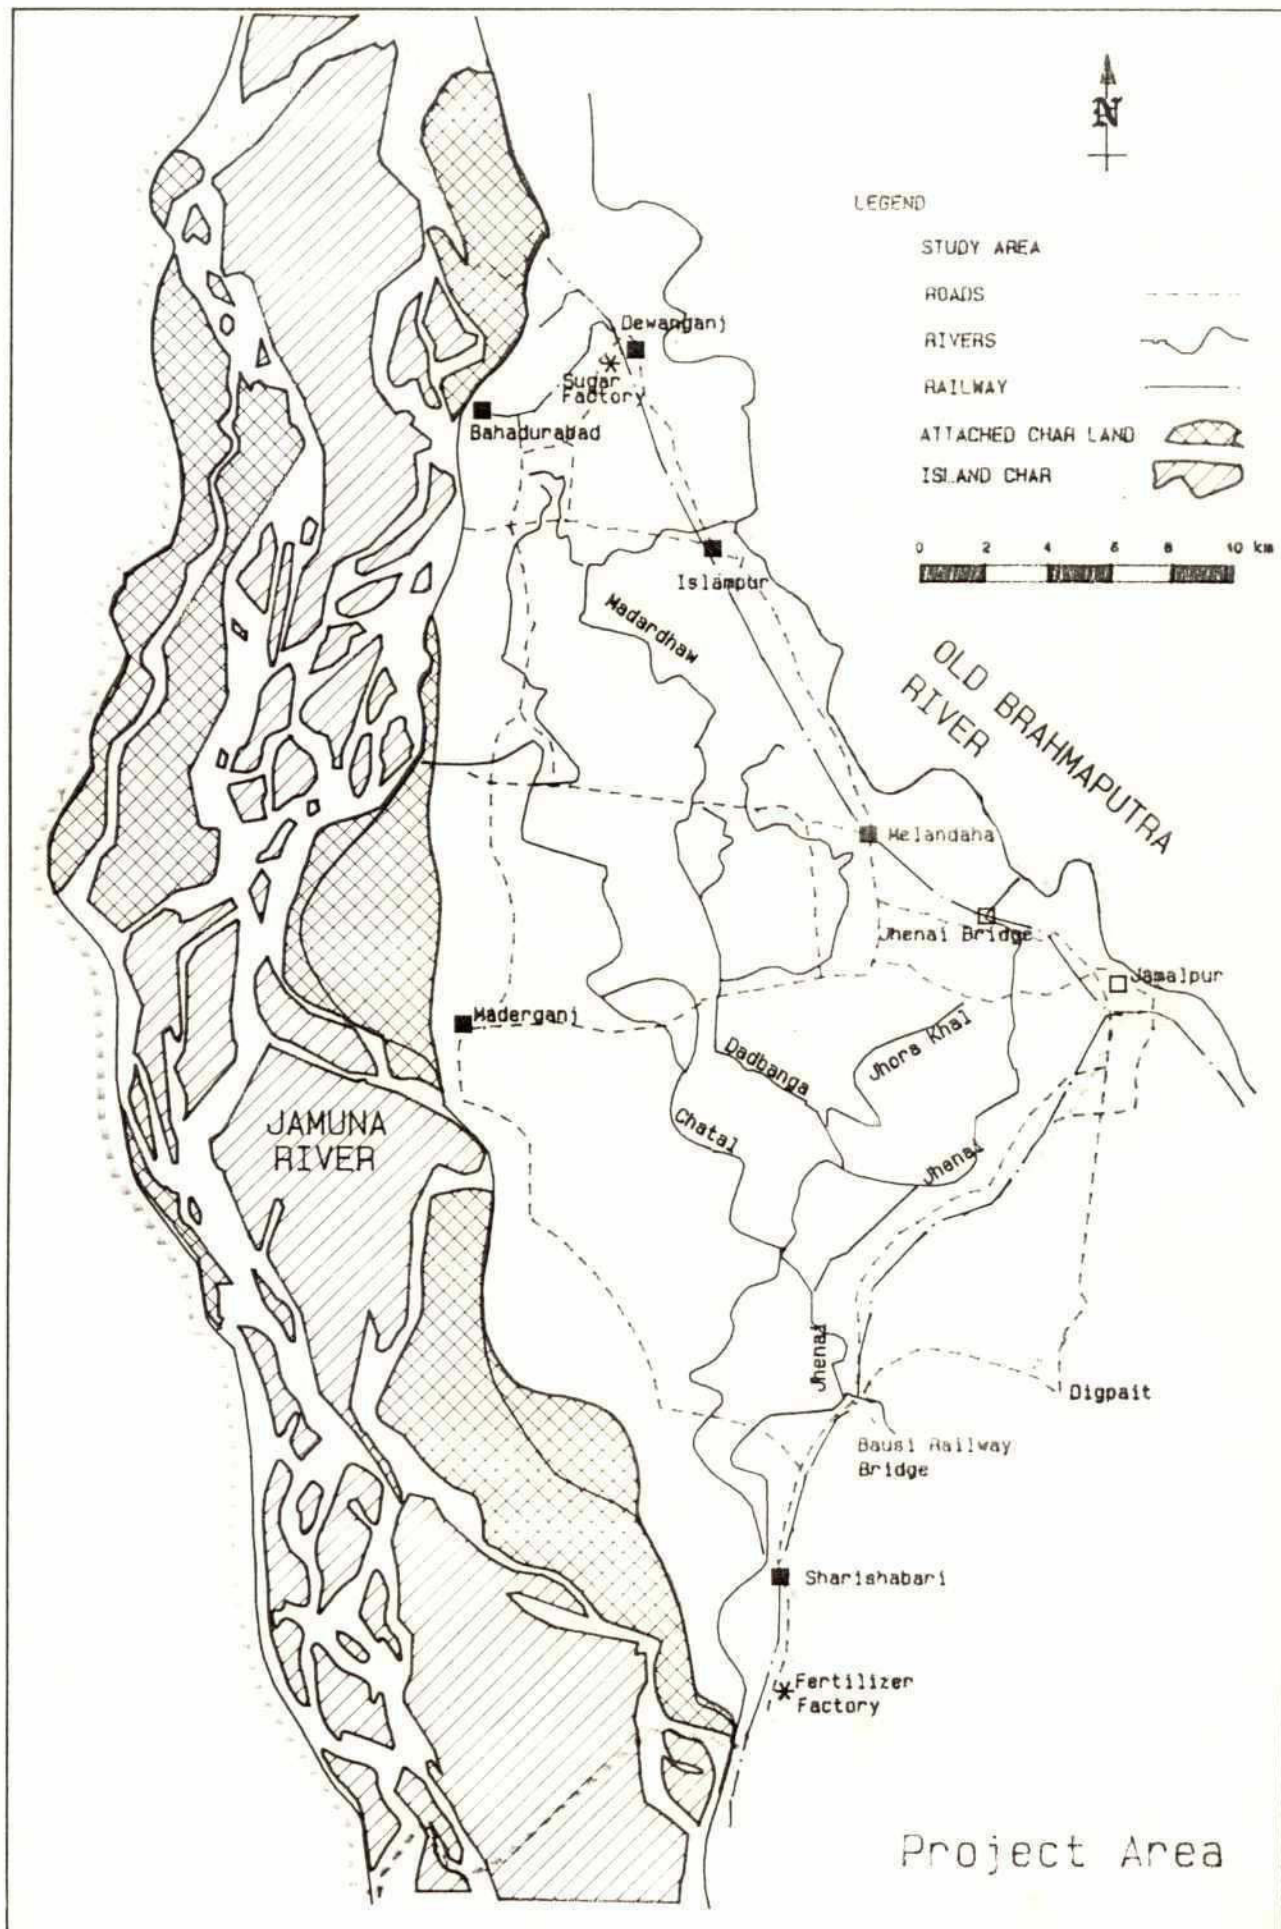 N
LEGEND
STUDY AREA
ROADS
RIVERS
RAILWAY
ATTACHED CHAR LAND
ISLAND CHAR
0 2 4 6 8 10 km
Dewanganj
Sugar
Factory
Bahadurabad
Islampur
Madardhaw
OLD BRAHMAPUTRA
RIVER
Melandaha
Jhenai Bridge
Jamalpur
Maderganj
Dadbanga
Jhora Khal
Chatal
JAMUNA
RIVER
Jhenai
Jhenai
Digpait
Bausi Railway
Bridge
Sharishabari
Fertilizer
Factory
Project Area